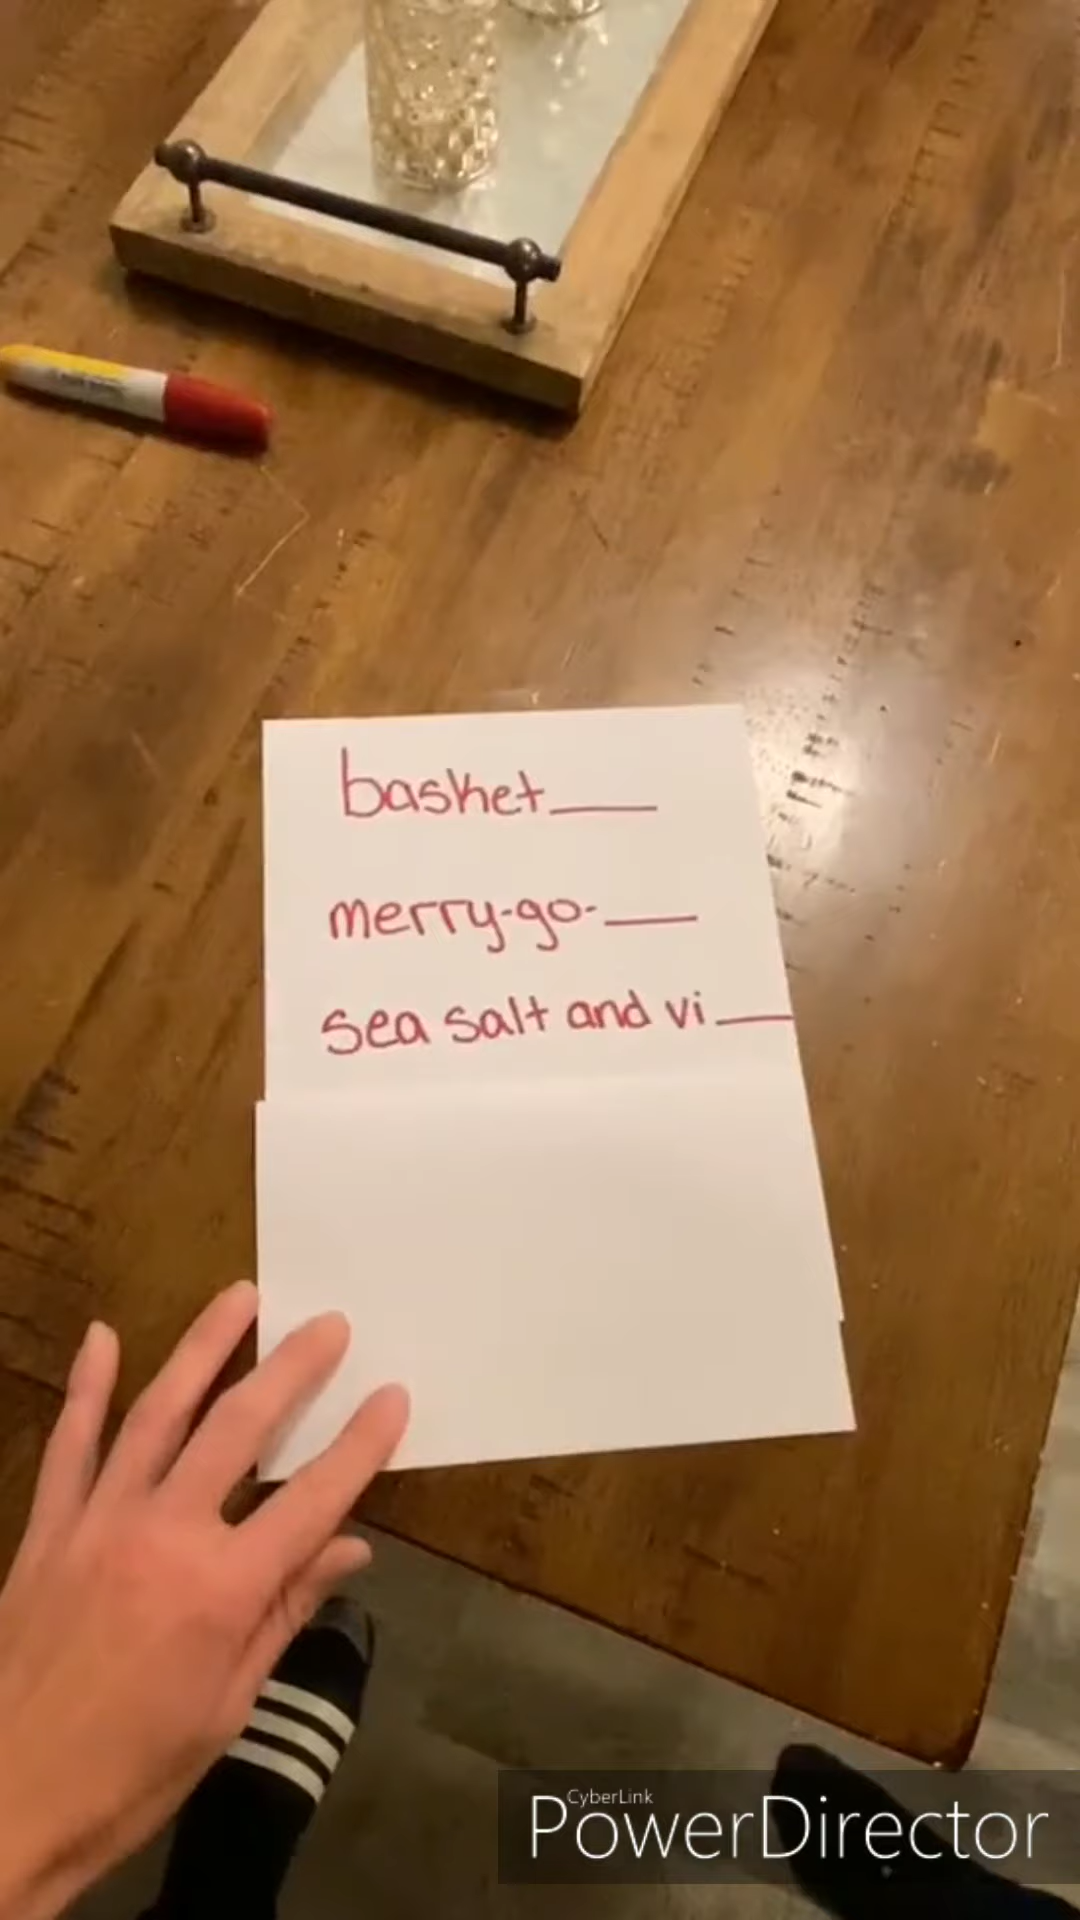 basket___
merry-go-___
sea salt and vi___
CyberLink
PowerDirector